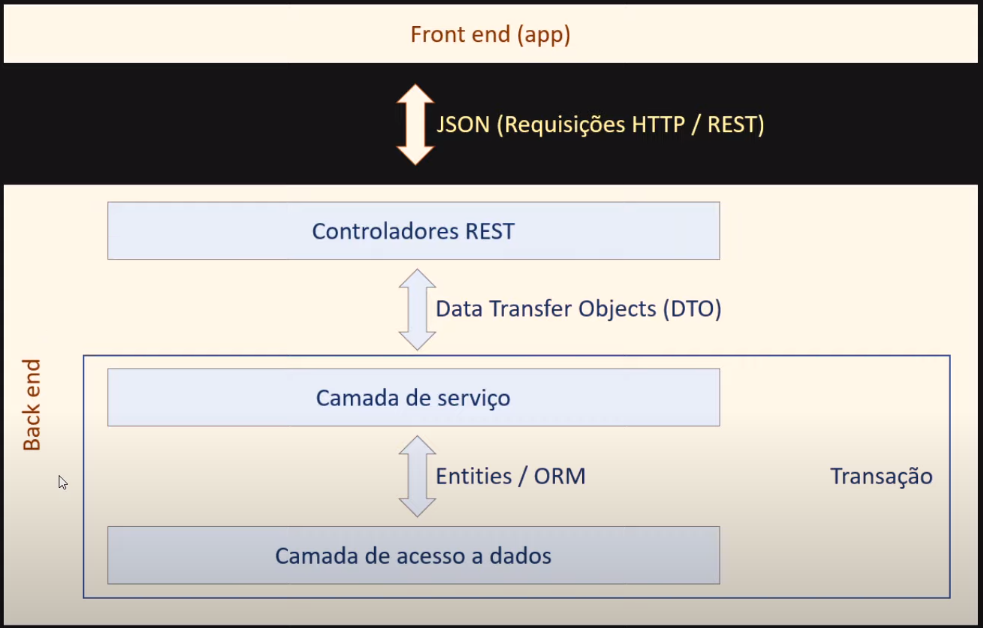 Front end (app)
JSON (Requisições HTTP / REST)
Controladores REST
Data Transfer Objects (DTO)
Back end
Camada de serviço
Entities / ORM
Transação
Camada de acesso a dados